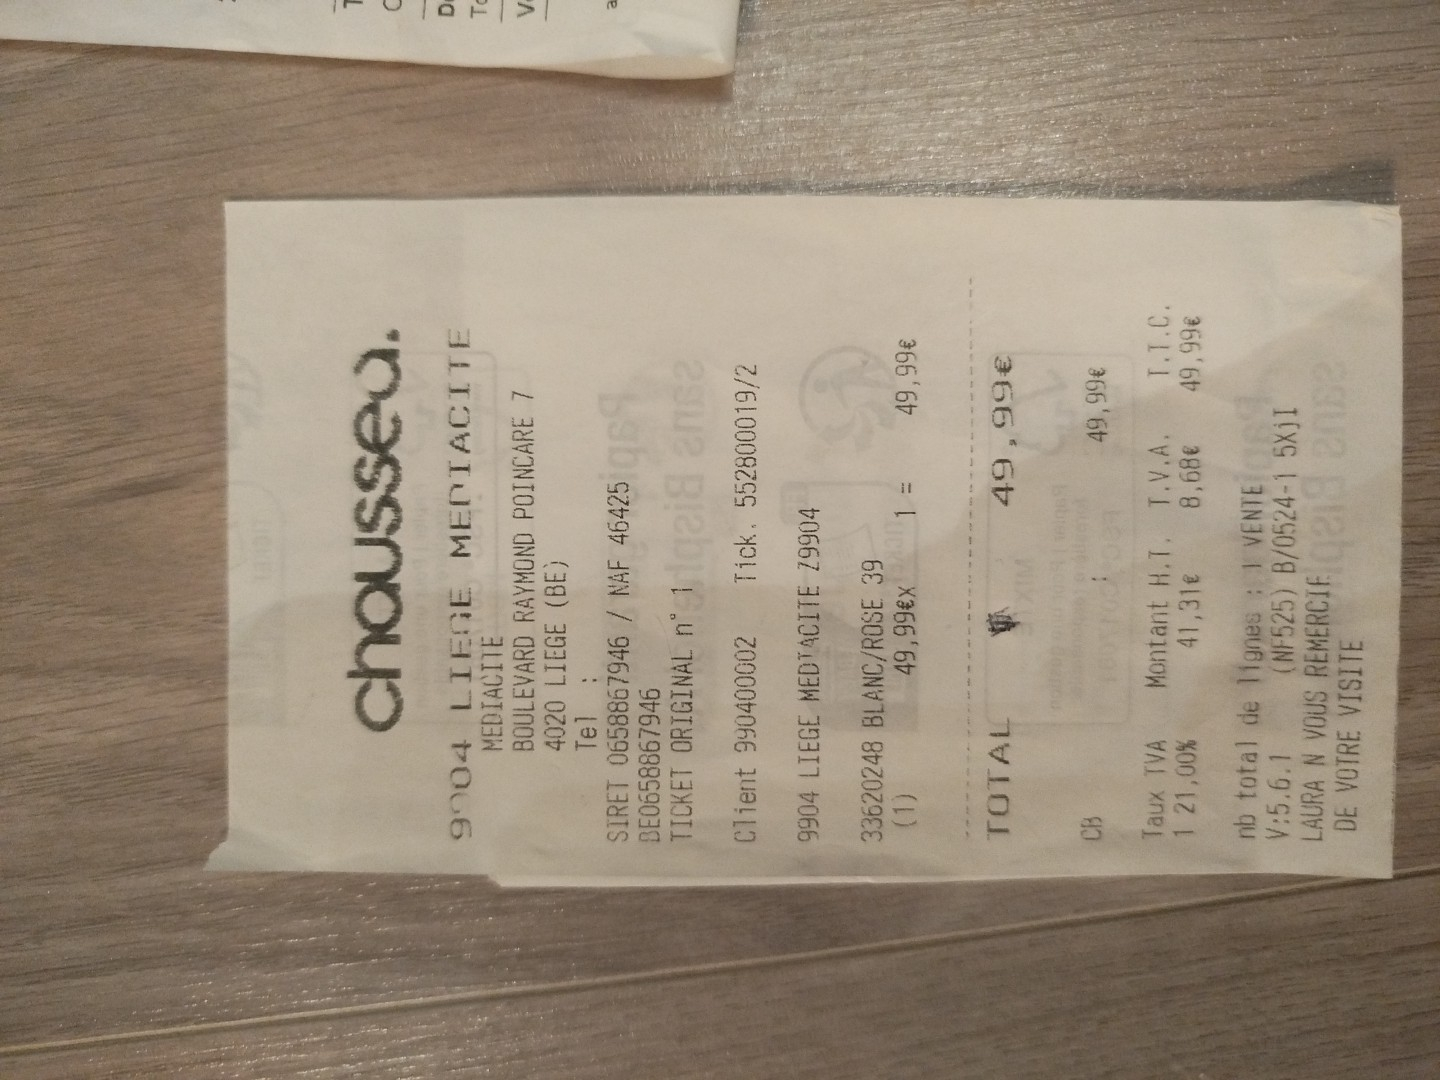 chaussea.
9904 LIEGE MEDIACITE
MEDIACITE
BOULEVARD RAYMOND POINCARE 7
4020 LIEGE (BE)
Tel :
SIRET 0658867946 / NAF 46425
BE0658867946
TICKET ORIGINAL n° 1
Client 990400002 Tick. 552800019/2
9904 LIEGE MEDIACITE Z9904
33620248 BLANC/ROSE 39
(1) 49,99€x 1 = 49,99€
TOTAL 49,99€
CB : 49,99€
Taux TVA Montant H.T. T.V.A. T.T.C.
1 21,00% 41,31€ 8,68€ 49,99€
nb total de lignes : 1 VENTE
V:5.6.1 (NF525) B/0524-1 5XjI
LAURA N VOUS REMERCIE
DE VOTRE VISITE